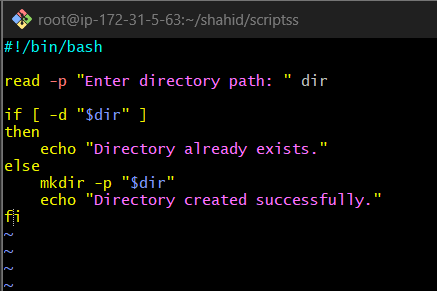 root@ip-172-31-5-63:~/shahid/scriptss
#!/bin/bash
read -p "Enter directory path: " dir
if [ -d "$dir" ]
then
    echo "Directory already exists."
else
    mkdir -p "$dir"
    echo "Directory created successfully."
fi
~
~
~
~